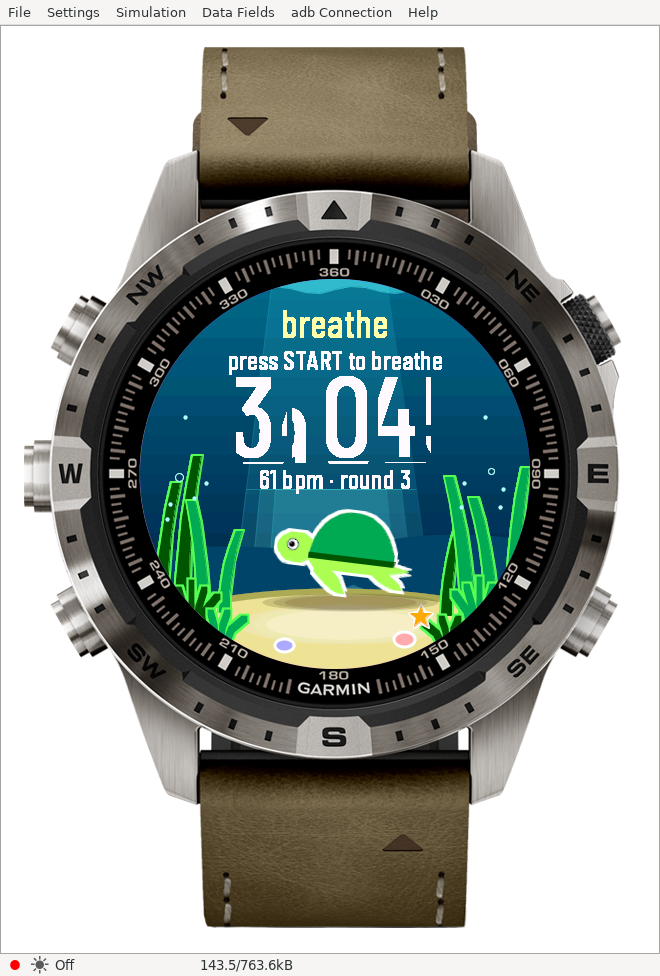 File Settings Simulation Data Fields adb Connection Help
360
330 030
NW NE
300 060
breathe
press START to breathe
61 bpm · round 3
270 W E 090
240 120
SW SE
210 150
180
GARMIN
S
Off 143.5/763.6kB